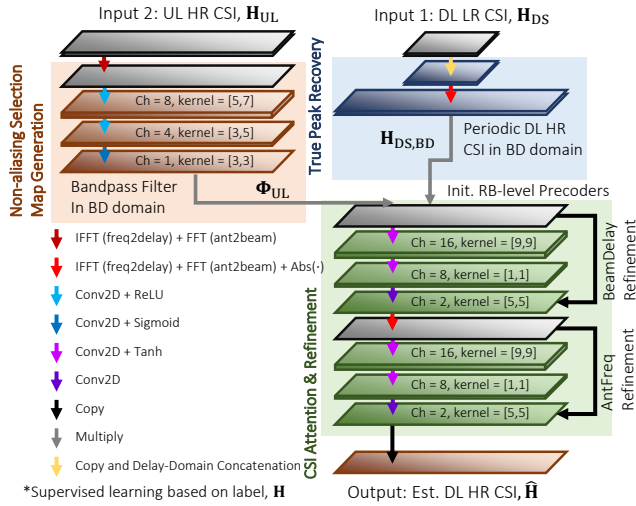 Input 2: UL HR CSI, H_UL
Input 1: DL LR CSI, H_DS
Non-aliasing Selection
Map Generation
Ch = 8, kernel = [5,7]
Ch = 4, kernel = [3,5]
Ch = 1, kernel = [3,3]
Bandpass Filter
In BD domain
Φ_UL
True Peak Recovery
H_DS,BD
Periodic DL HR
CSI in BD domain
Init. RB-level Precoders
CSI Attention & Refinement
Ch = 16, kernel = [9,9]
Ch = 8, kernel = [1,1]
Ch = 2, kernel = [5,5]
BeamDelay
Refinement
Ch = 16, kernel = [9,9]
Ch = 8, kernel = [1,1]
Ch = 2, kernel = [5,5]
AntFreq
Refinement
IFFT (freq2delay) + FFT (ant2beam)
IFFT (freq2delay) + FFT (ant2beam) + Abs(·)
Conv2D + ReLU
Conv2D + Sigmoid
Conv2D + Tanh
Conv2D
Copy
Multiply
Copy and Delay-Domain Concatenation
*Supervised learning based on label, H
Output: Est. DL HR CSI, Ĥ